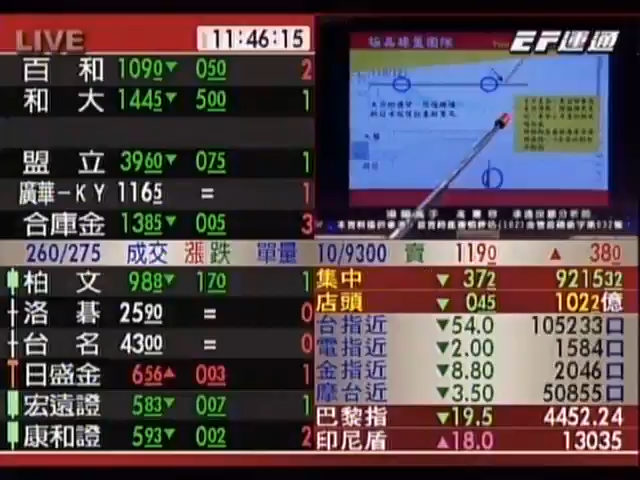 LIVE
11:46:15
EF運通
百和 1090▼ 050 2
和大 1445▼ 500 1
盟立 3960▼ 075 1
廣華－KY 1165 = 1
合庫金 1385▼ 005 3
260/275 成交 漲跌 單量
柏文 988▼ 170 1
洛碁 2590 = 0
台名 4300 = 0
日盛金 656▲ 003 1
宏遠證 583▼ 007 1
康和證 593▼ 002 2
10/9300 賣 1190 ▲ 380
集中 ▼ 372 921532
店頭 ▼ 045 1022億
台指近 ▼54.0 105233口
電指近 ▼2.00 1584口
金指近 ▼8.80 2046口
摩台近 ▼3.50 50855口
巴黎指 ▼19.5 4452.24
印尼盾 ▲18.0 13035